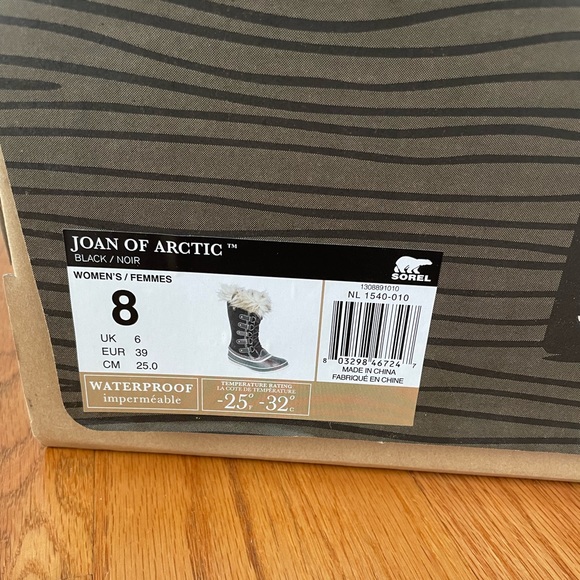 JOAN OF ARCTIC ™
BLACK / NOIR
SOREL
WOMEN'S / FEMMES
8
UK 6
EUR 39
CM 25.0
1308891010
NL 1540-010
8 03298 46724 7
MADE IN CHINA
FABRIQUÉ EN CHINE
WATERPROOF
imperméable
TEMPERATURE RATING
LA COTE DE TEMPÉRATURE
-25°F -32°C